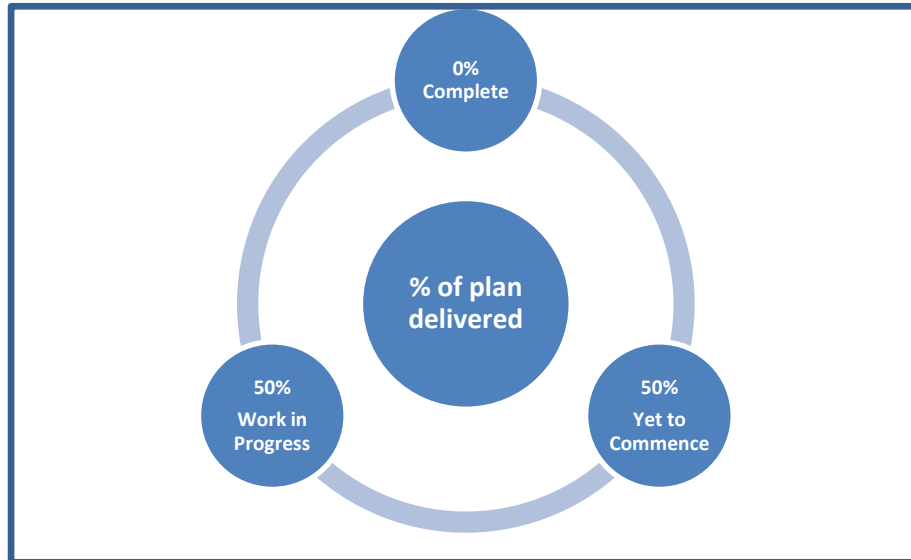 0%
Complete
% of plan
delivered
50%
Work in
Progress
50%
Yet to
Commence